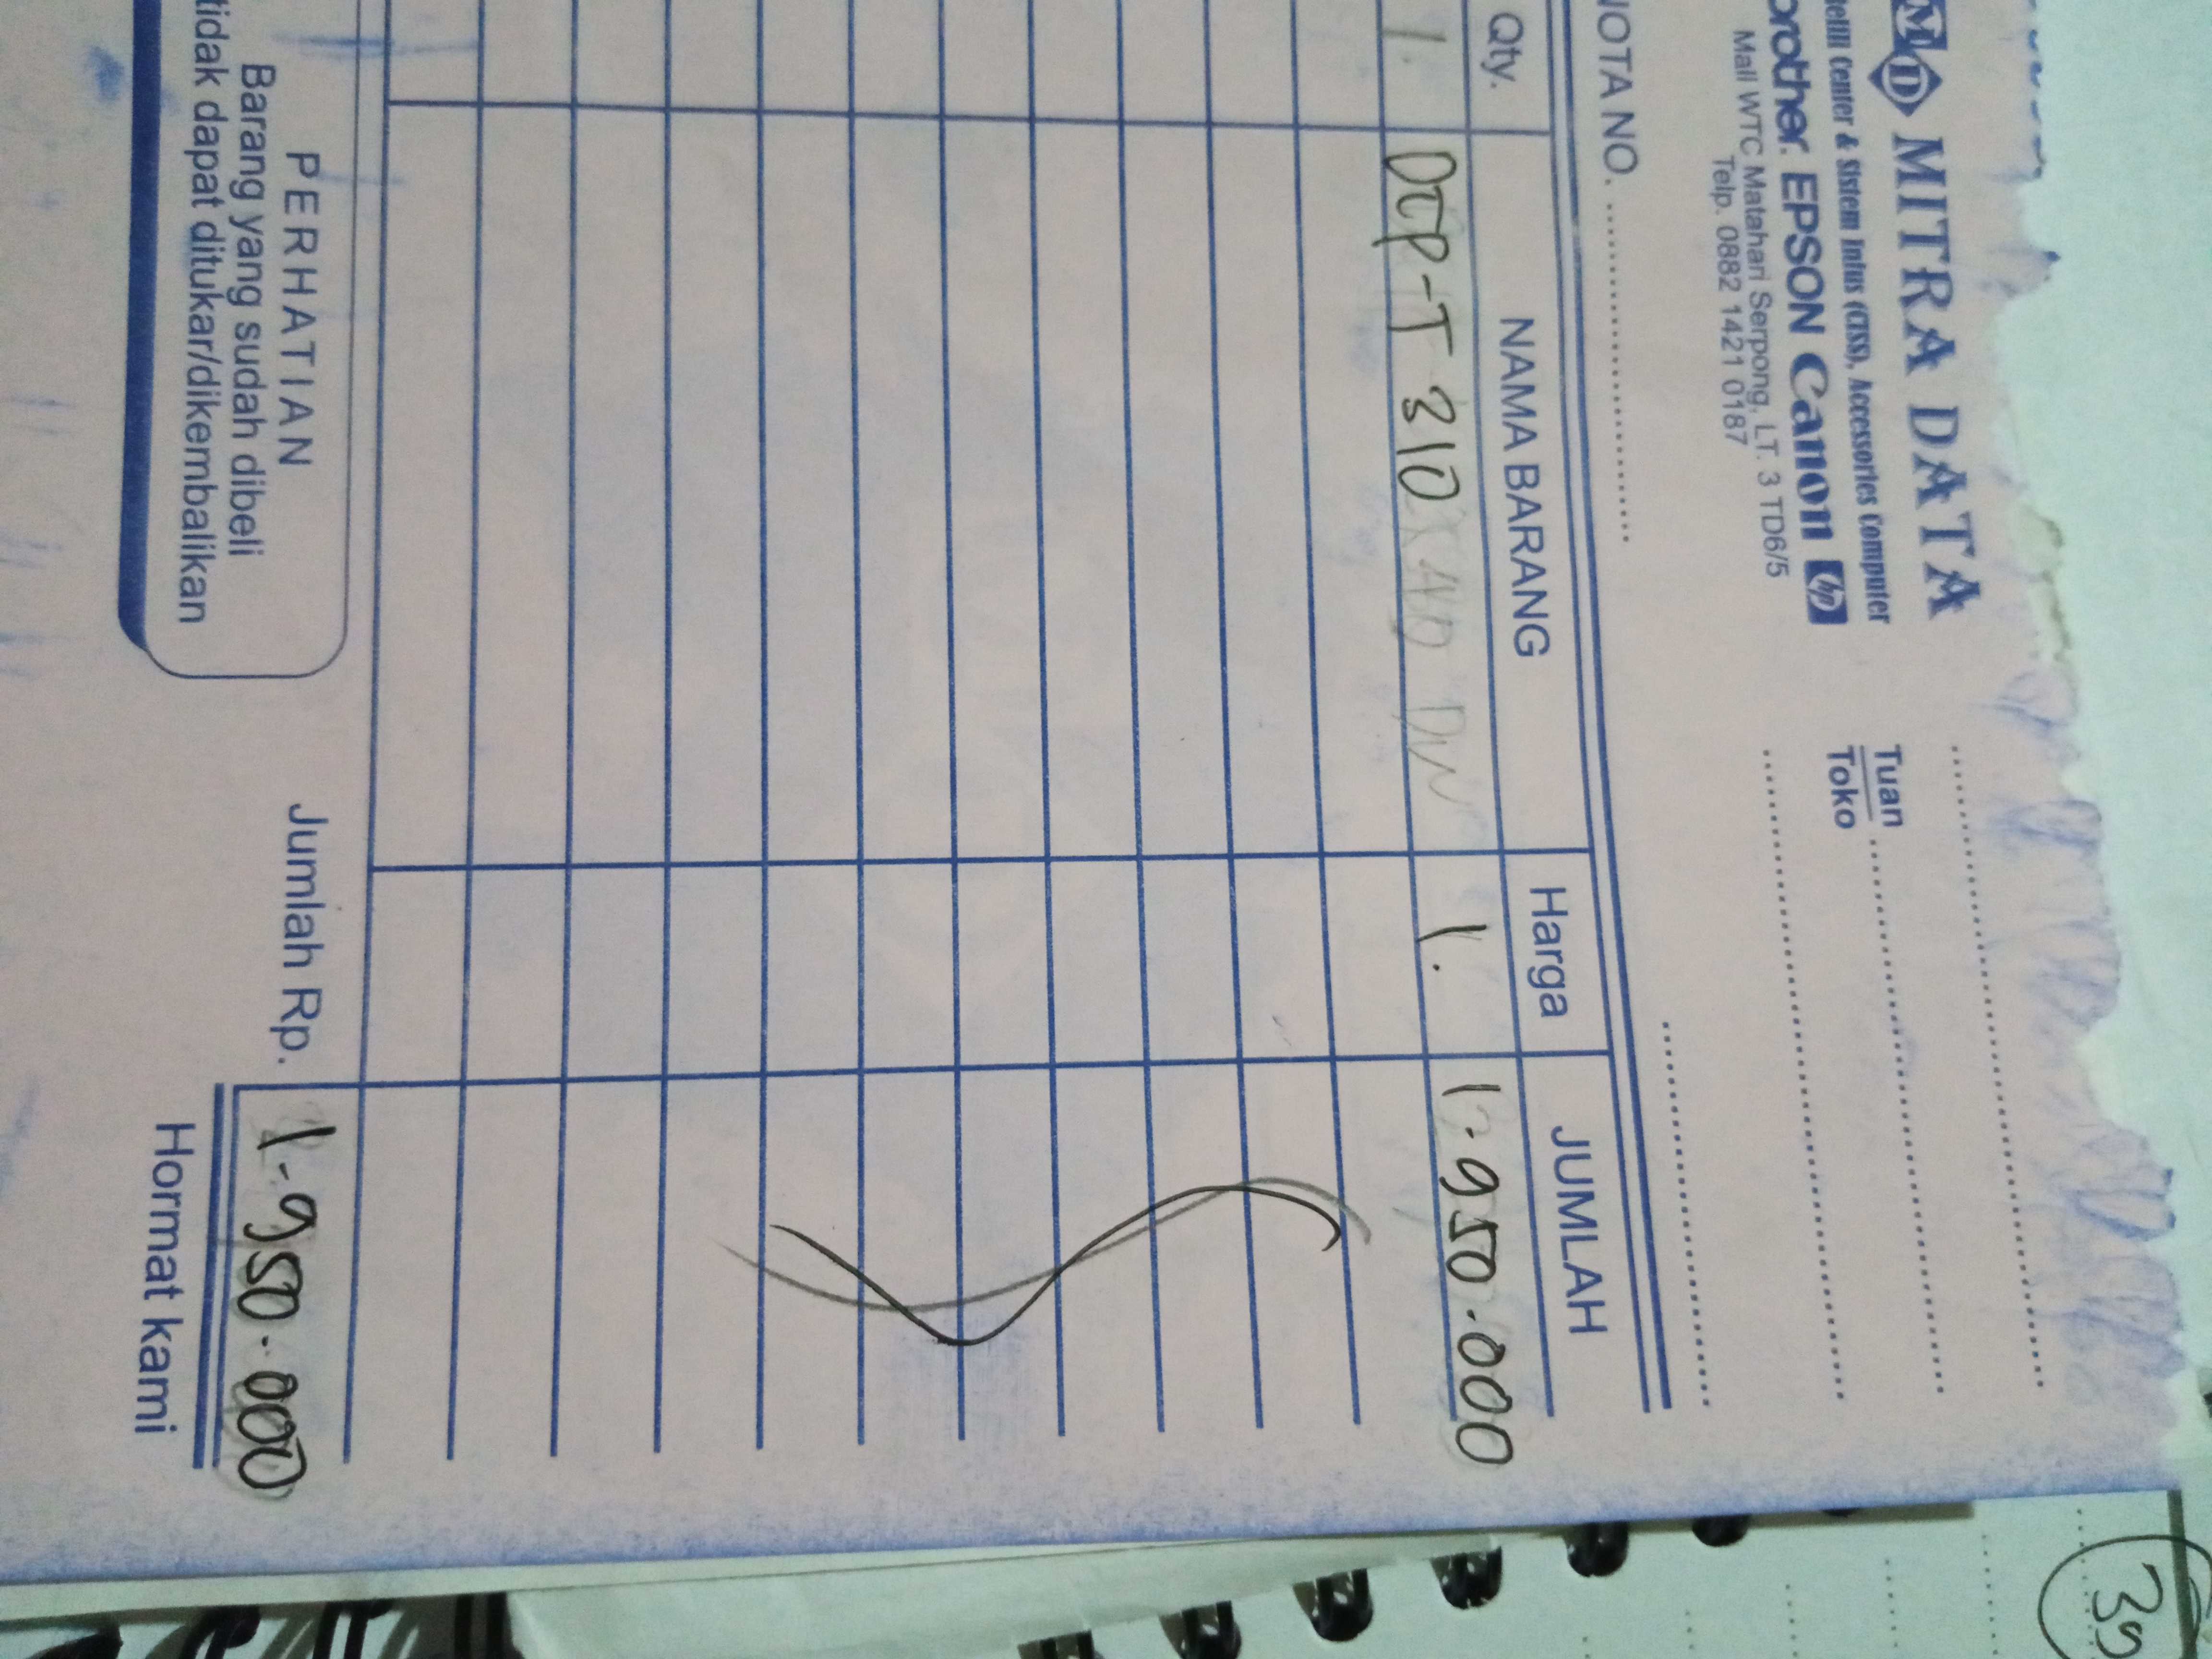 MD MITRA DATA
Refill Center & Sistem Infus (CISS), Accessories Computer
brother. EPSON Canon hp
Mall WTC Matahari Serpong, LT. 3 TD6/5
Telp. 0882 1421 0187
Tuan
Toko
NOTA NO.
Qty. NAMA BARANG Harga JUMLAH
1. DCP-T 310 1. 1.950.000
PERHATIAN
Barang yang sudah dibeli
tidak dapat ditukar/dikembalikan
Jumlah Rp. 1.950.000
Hormat kami
39